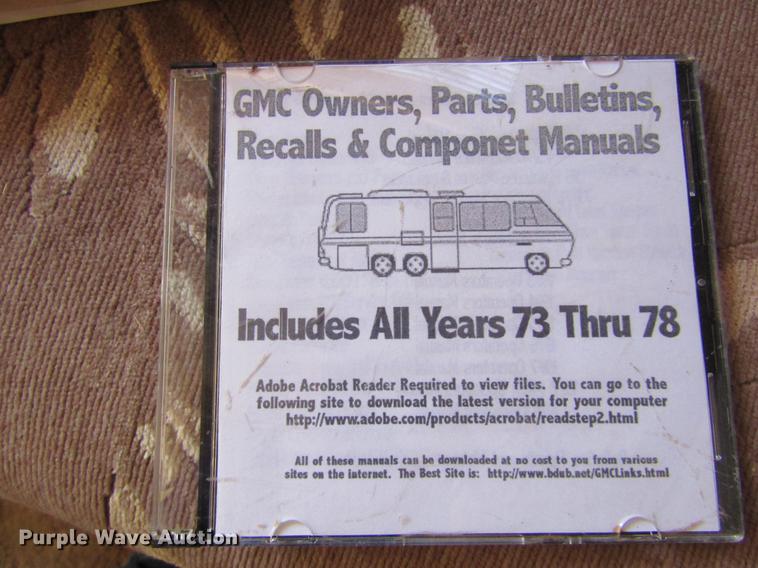 GMC Owners, Parts, Bulletins,
Recalls & Componet Manuals
Includes All Years 73 Thru 78
Adobe Acrobat Reader Required to view files. You can go to the
following site to download the latest version for your computer
http://www.adobe.com/products/acrobat/readstep2.html
All of these manuals can be downloaded at no cost to you from various
sites on the internet. The Best Site is: http://www.bdub.net/GMCLinks.html
Purple Wave Auction